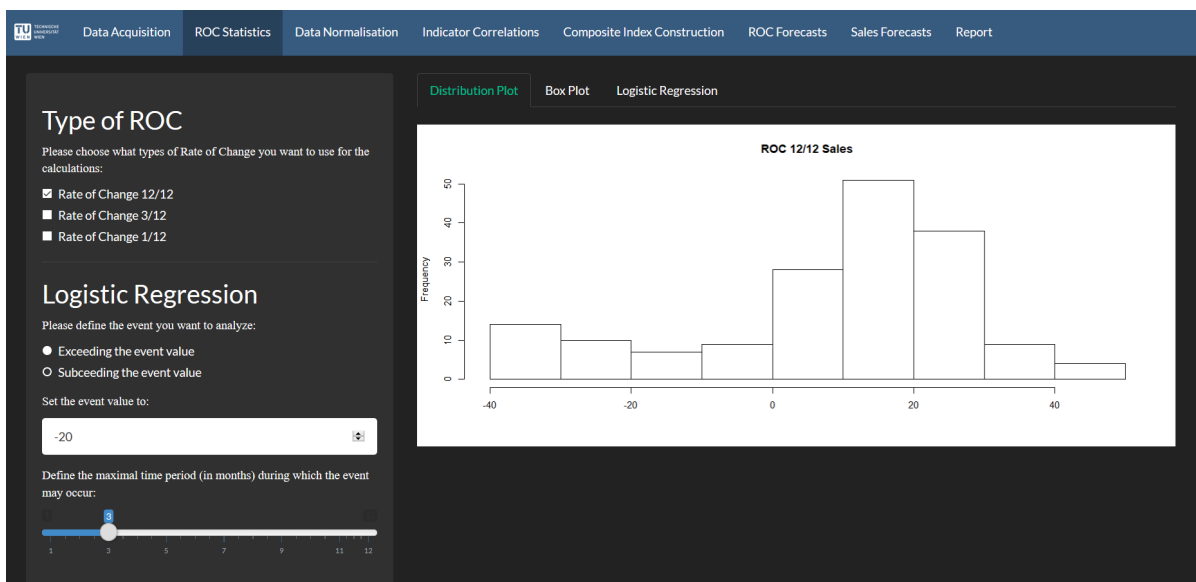 TU TECHNISCHE
UNIVERSITÄT
WIEN WIEN
Data Acquisition ROC Statistics Data Normalisation Indicator Correlations Composite Index Construction ROC Forecasts Sales Forecasts Report
Type of ROC
Please choose what types of Rate of Change you want to use for the
calculations:
Rate of Change 12/12
Rate of Change 3/12
Rate of Change 1/12
Logistic Regression
Please define the event you want to analyze:
Exceeding the event value
Subceeding the event value
Set the event value to:
-20
Define the maximal time period (in months) during which the event
may occur:
3
1 3 5 7 9 11 12
Distribution Plot Box Plot Logistic Regression
ROC 12/12 Sales
Frequency
50
40
30
20
10
0
-40 -20 0 20 40